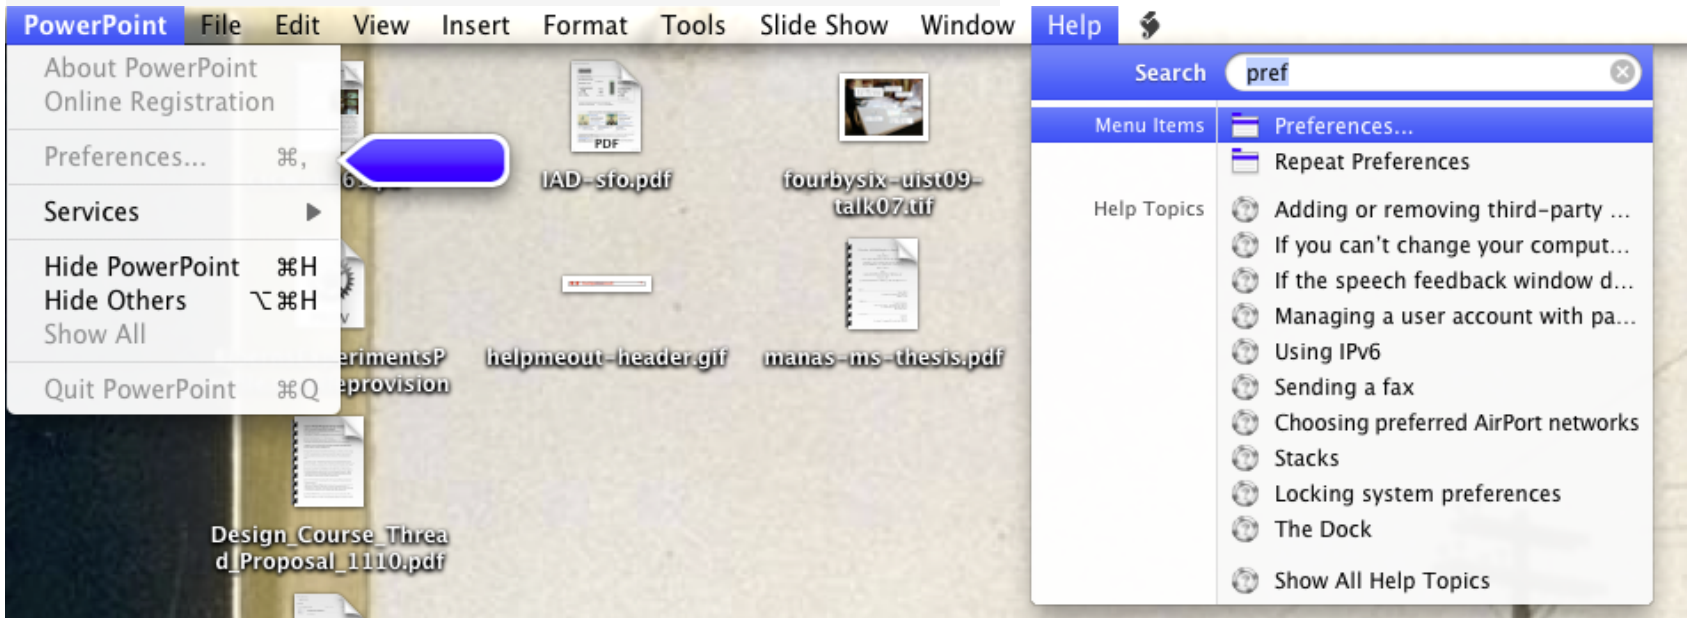 PowerPoint File Edit View Insert Format Tools Slide Show Window Help
About PowerPoint
Online Registration
Preferences... ⌘,
Services
Hide PowerPoint ⌘H
Hide Others ⌥⌘H
Show All
Quit PowerPoint ⌘Q
PDF
IAD-sfo.pdf
fourbysix-uist09-
talk07.tif
helpmeout-header.gif
manas-ms-thesis.pdf
Design_Course_Threa
d_Proposal_1110.pdf
Search pref
Menu Items Preferences...
Repeat Preferences
Help Topics Adding or removing third-party ...
If you can't change your comput...
If the speech feedback window d...
Managing a user account with pa...
Using IPv6
Sending a fax
Choosing preferred AirPort networks
Stacks
Locking system preferences
The Dock
Show All Help Topics